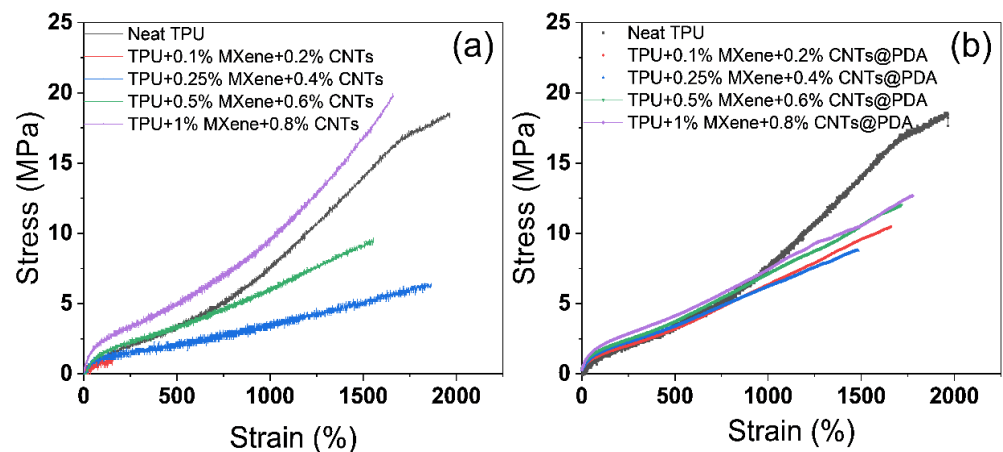 25
20
15
10
5
0
Stress (MPa)
Neat TPU
TPU+0.1% MXene+0.2% CNTs
TPU+0.25% MXene+0.4% CNTs
TPU+0.5% MXene+0.6% CNTs
TPU+1% MXene+0.8% CNTs
(a)
0 500 1000 1500 2000
Strain (%)
25
20
15
10
5
0
Stress (MPa)
Neat TPU
TPU+0.1% MXene+0.2% CNTs@PDA
TPU+0.25% MXene+0.4% CNTs@PDA
TPU+0.5% MXene+0.6% CNTs@PDA
TPU+1% MXene+0.8% CNTs@PDA
(b)
0 500 1000 1500 2000
Strain (%)